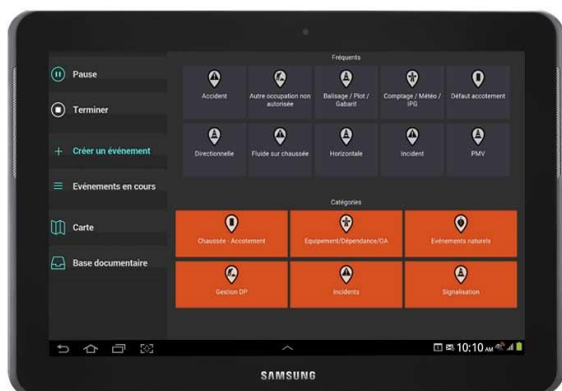 Pause
Terminer
Créer un événement
Evénements en cours
Carte
Base documentaire
Fréquents
Accident
Autre occupation non
autorisée
Balisage / Plot /
Gabarit
Comptage / Météo /
IPG
Défaut accotement
Directionnelle
Fluide sur chaussée
Horizontale
Incident
PMV
Catégories
Chaussée - Accotement
Equipement/Dépendance/OA
Evénements naturels
Gestion DP
Incidents
Signalisation
10:10 AM
SAMSUNG